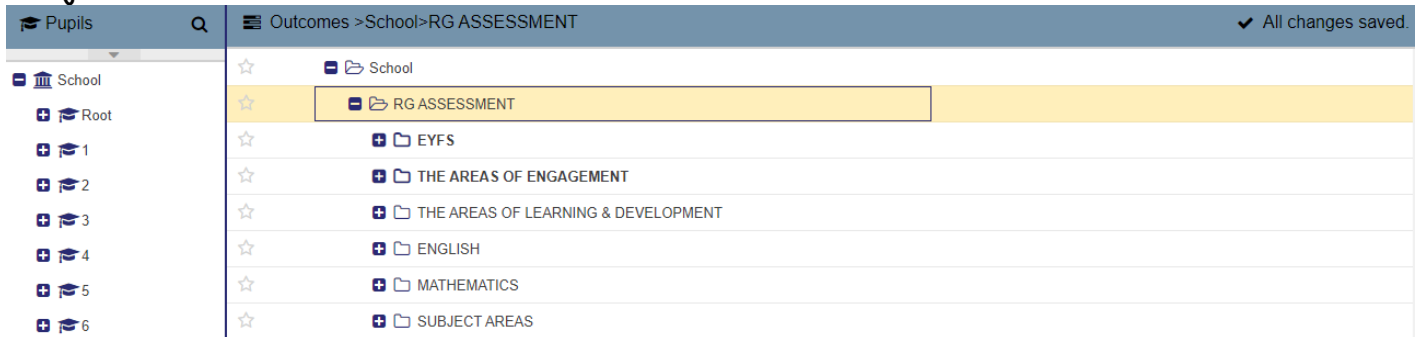 Pupils
Outcomes >School>RG ASSESSMENT
All changes saved.
School
Root
1
2
3
4
5
6
School
RG ASSESSMENT
EYFS
THE AREAS OF ENGAGEMENT
THE AREAS OF LEARNING & DEVELOPMENT
ENGLISH
MATHEMATICS
SUBJECT AREAS